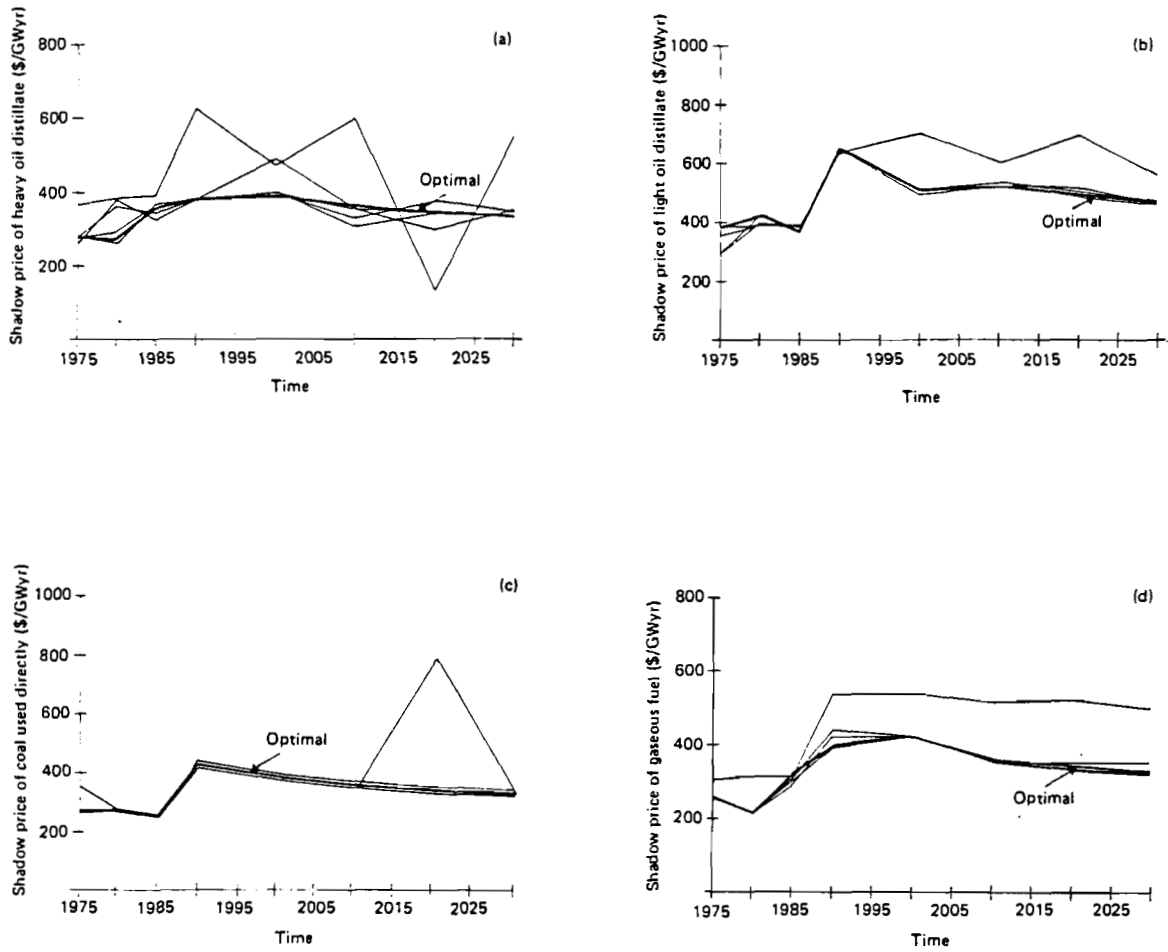 (a)
Shadow price of heavy oil distillate ($/GWyr)
800
600
400
200
Optimal
1975 1985 1995 2005 2015 2025
Time
(b)
Shadow price of light oil distillate ($/GWyr)
1000
800
600
400
200
Optimal
1975 1985 1995 2005 2015 2025
Time
(c)
Shadow price of coal used directly ($/GWyr)
1000
800
600
400
200
Optimal
1975 1985 1995 2005 2015 2025
Time
(d)
Shadow price of gaseous fuel ($/GWyr)
800
600
400
200
Optimal
1975 1985 1995 2005 2015 2025
Time